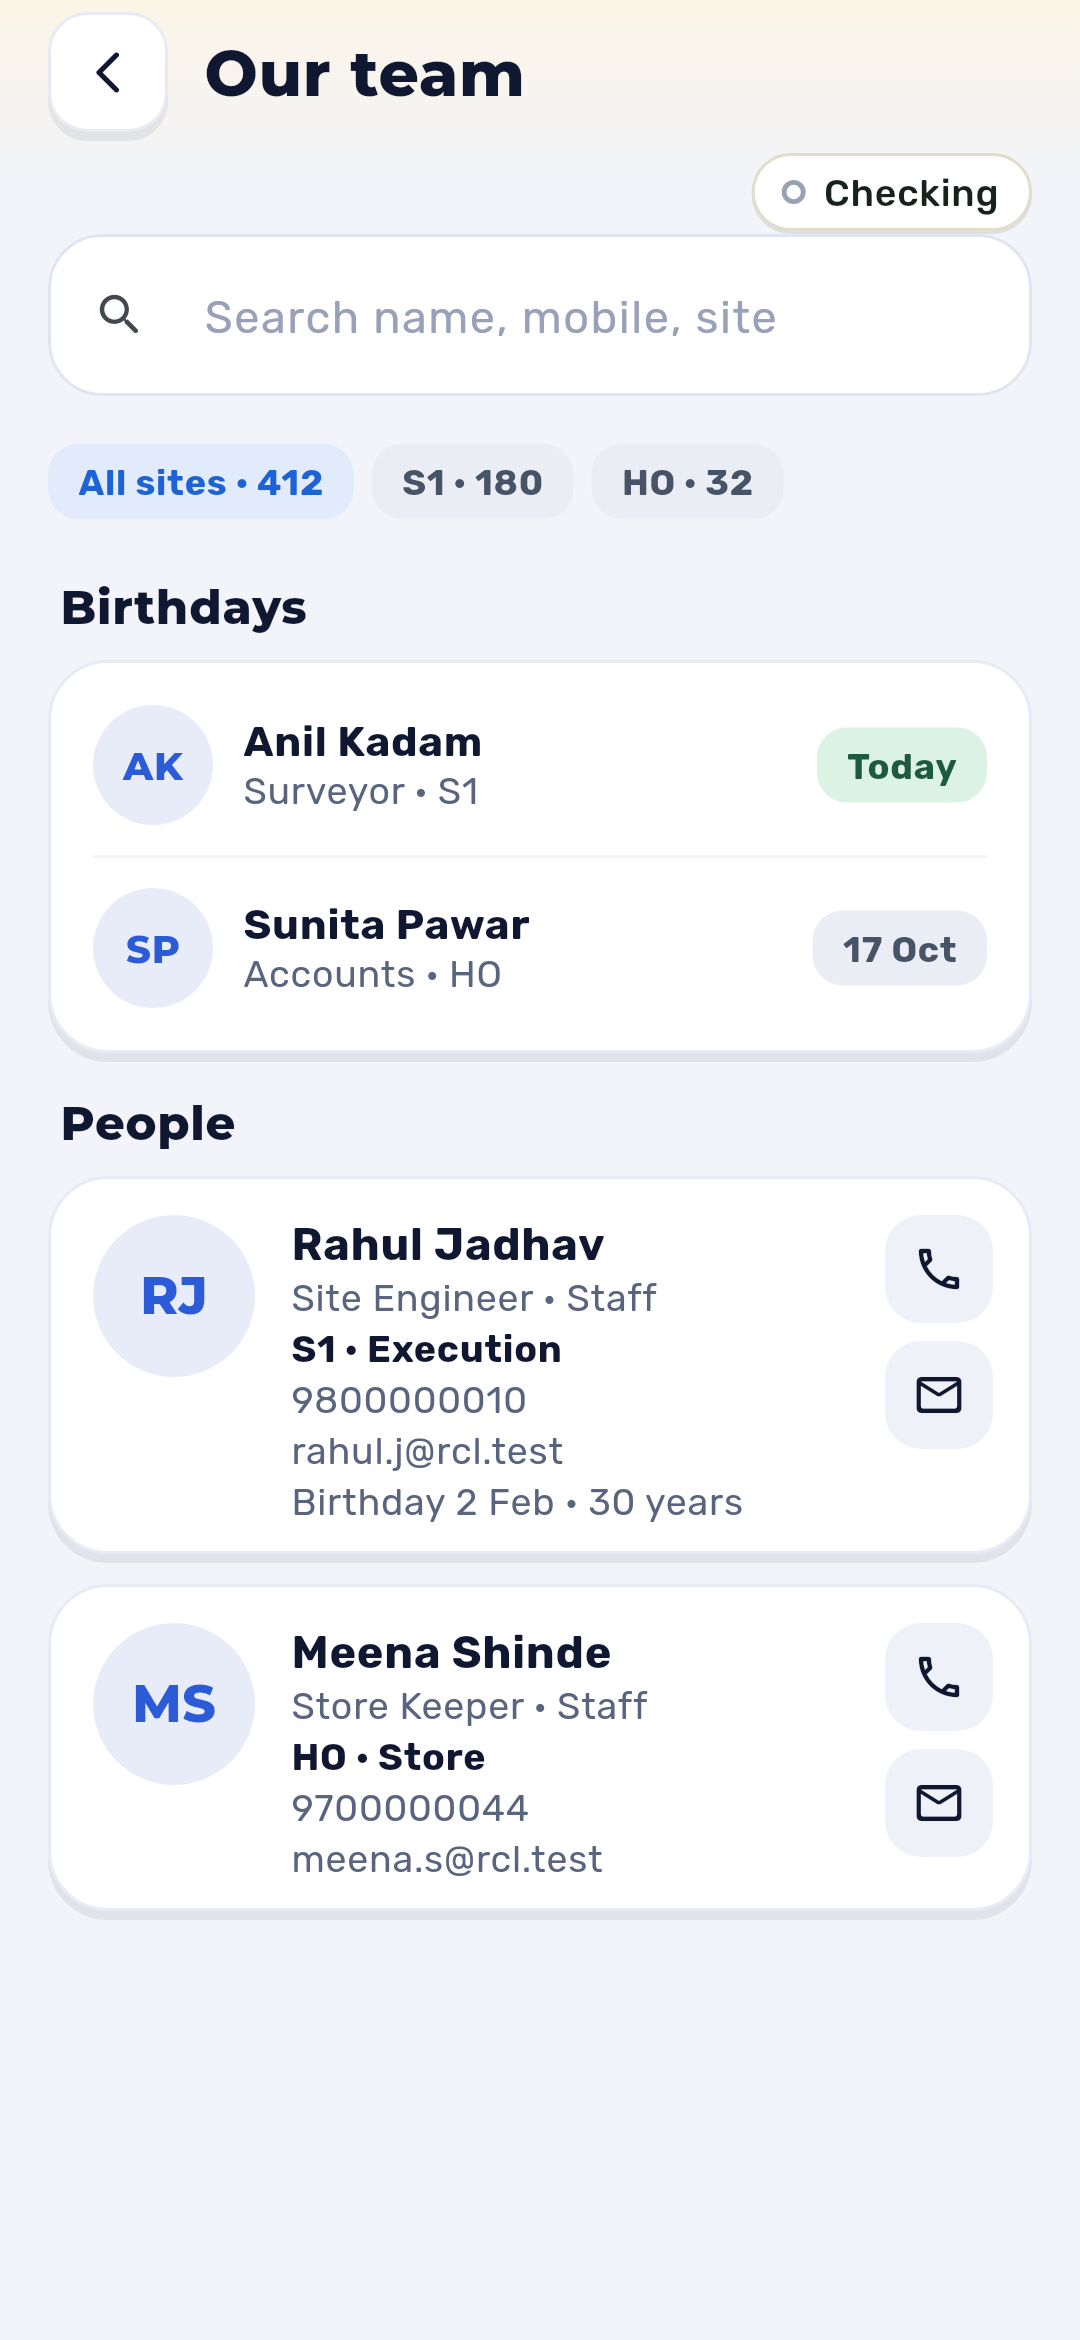 Our team
Checking
Search name, mobile, site
All sites • 412
S1 • 180
HO • 32
Birthdays
AK
Anil Kadam
Surveyor • S1
Today
SP
Sunita Pawar
Accounts • HO
17 Oct
People
RJ
Rahul Jadhav
Site Engineer • Staff
S1 • Execution
9800000010
rahul.j@rcl.test
Birthday 2 Feb • 30 years
MS
Meena Shinde
Store Keeper • Staff
HO • Store
9700000044
meena.s@rcl.test